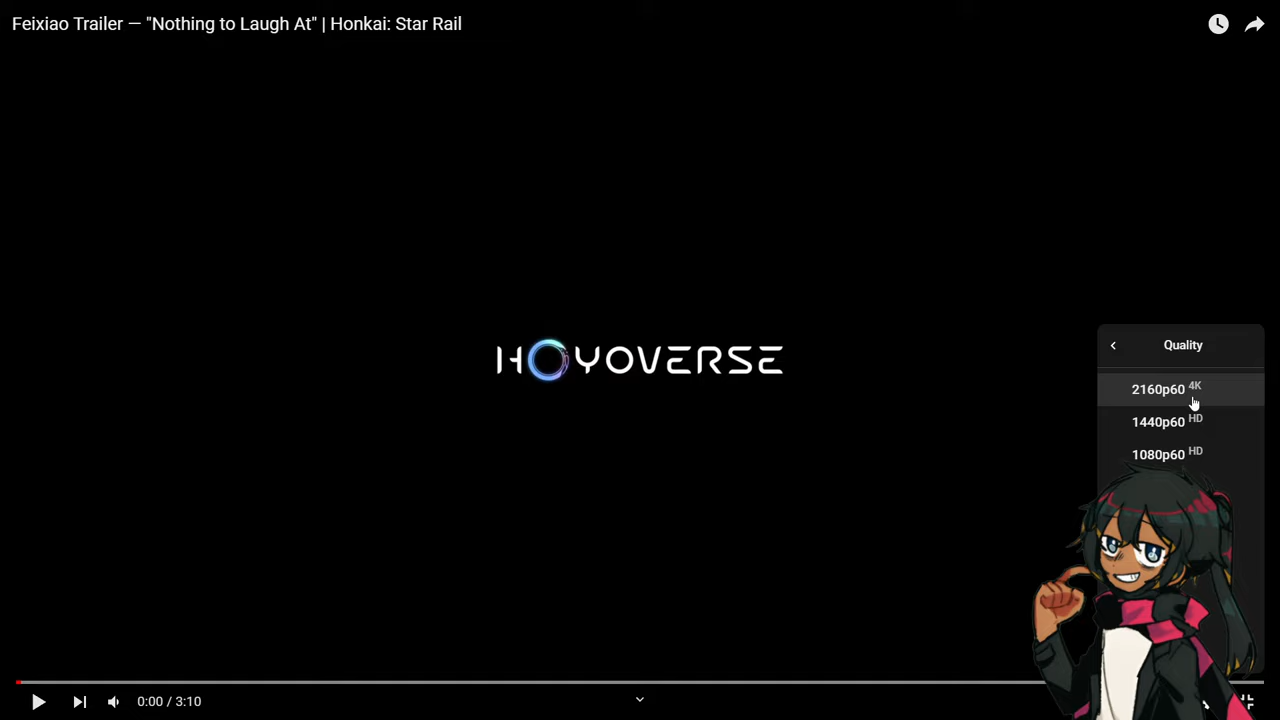 Feixiao Trailer — "Nothing to Laugh At" | Honkai: Star Rail
HOYOVERSE
Quality
2160p60 4K
1440p60 HD
1080p60 HD
0:00 / 3:10